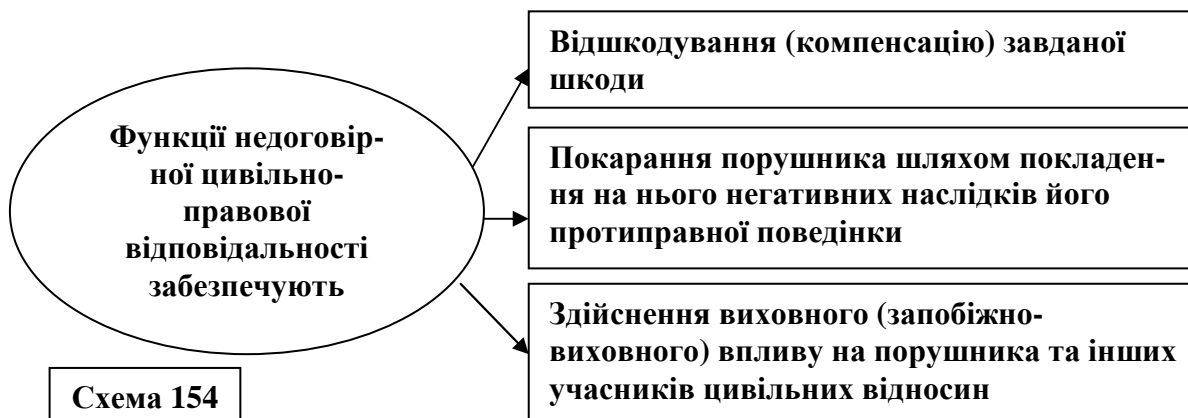 Функції недоговір-
ної цивільно-
правової
відповідальності
забезпечують
Відшкодування (компенсацію) завданої
шкоди
Покарання порушника шляхом покладен-
ня на нього негативних наслідків його
протиправної поведінки
Здійснення виховного (запобіжно-
виховного) впливу на порушника та інших
учасників цивільних відносин
Схема 154